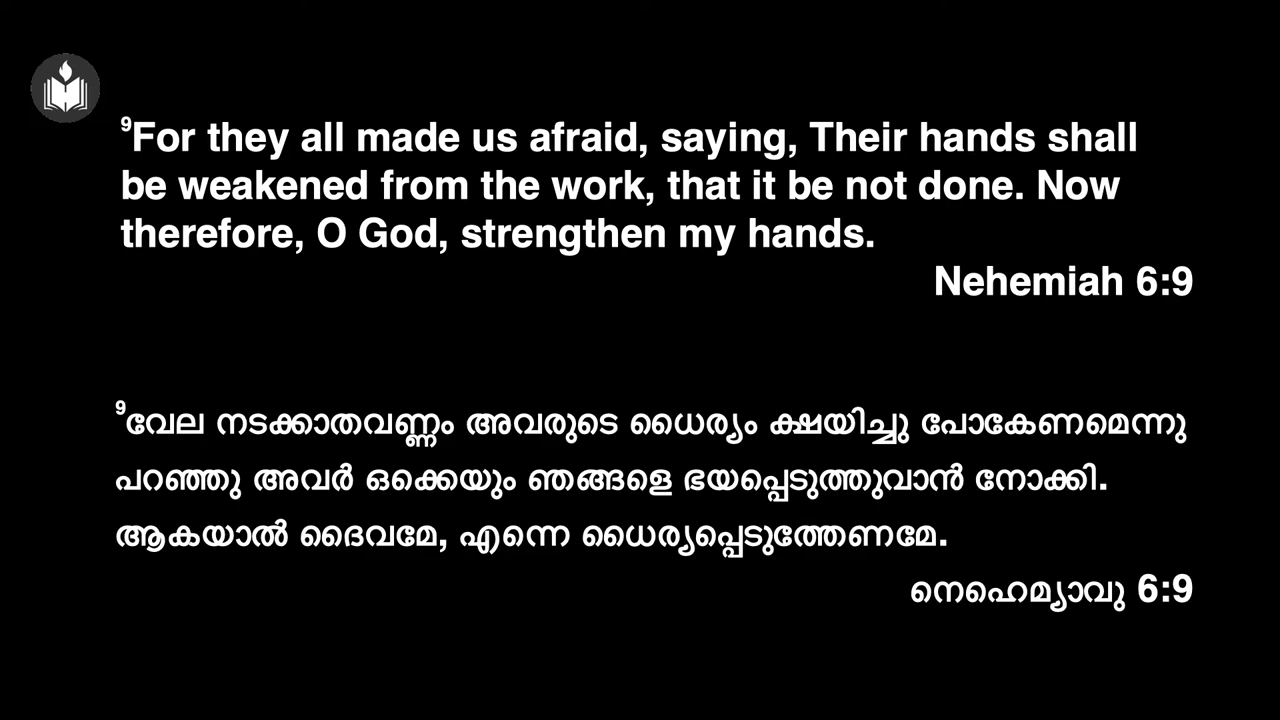 ⁹For they all made us afraid, saying, Their hands shall
be weakened from the work, that it be not done. Now
therefore, O God, strengthen my hands.
Nehemiah 6:9
⁹വേല നടക്കാതവണ്ണം അവരുടെ ധൈര്യം ക്ഷയിച്ചു പോകേണമെന്നു
പറഞ്ഞു അവർ ഒക്കെയും ഞങ്ങളെ ഭയപ്പെടുത്തുവാൻ നോക്കി.
ആകയാൽ ദൈവമേ, എന്നെ ധൈര്യപ്പെടുത്തേണമേ.
നെഹെമ്യാവു 6:9